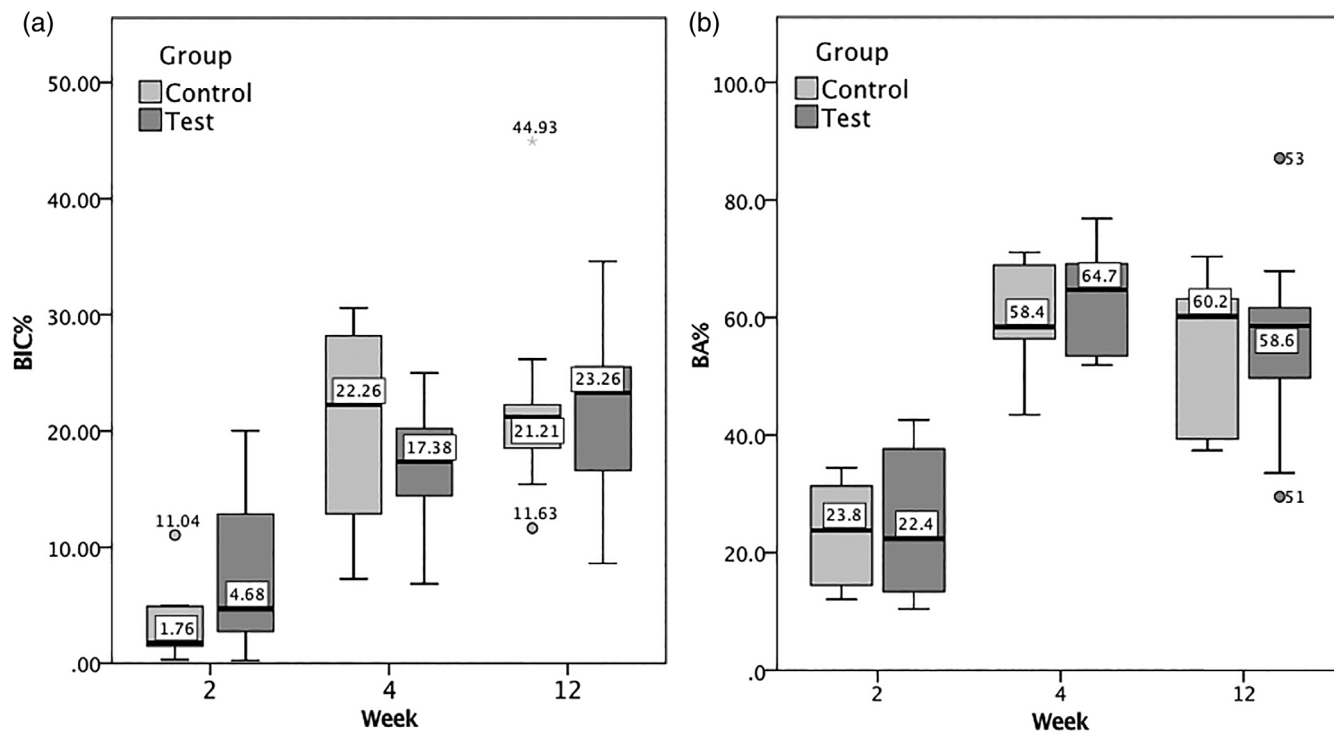 (a)
Group
Control
Test
50.00
40.00
30.00
20.00
10.00
.00
BIC%
11.04
1.76
4.68
22.26
17.38
44.93
21.21
11.63
23.26
2
4
12
Week
(b)
Group
Control
Test
100.0
80.0
60.0
40.0
20.0
.0
BA%
23.8
22.4
58.4
64.7
60.2
53
58.6
51
2
4
12
Week